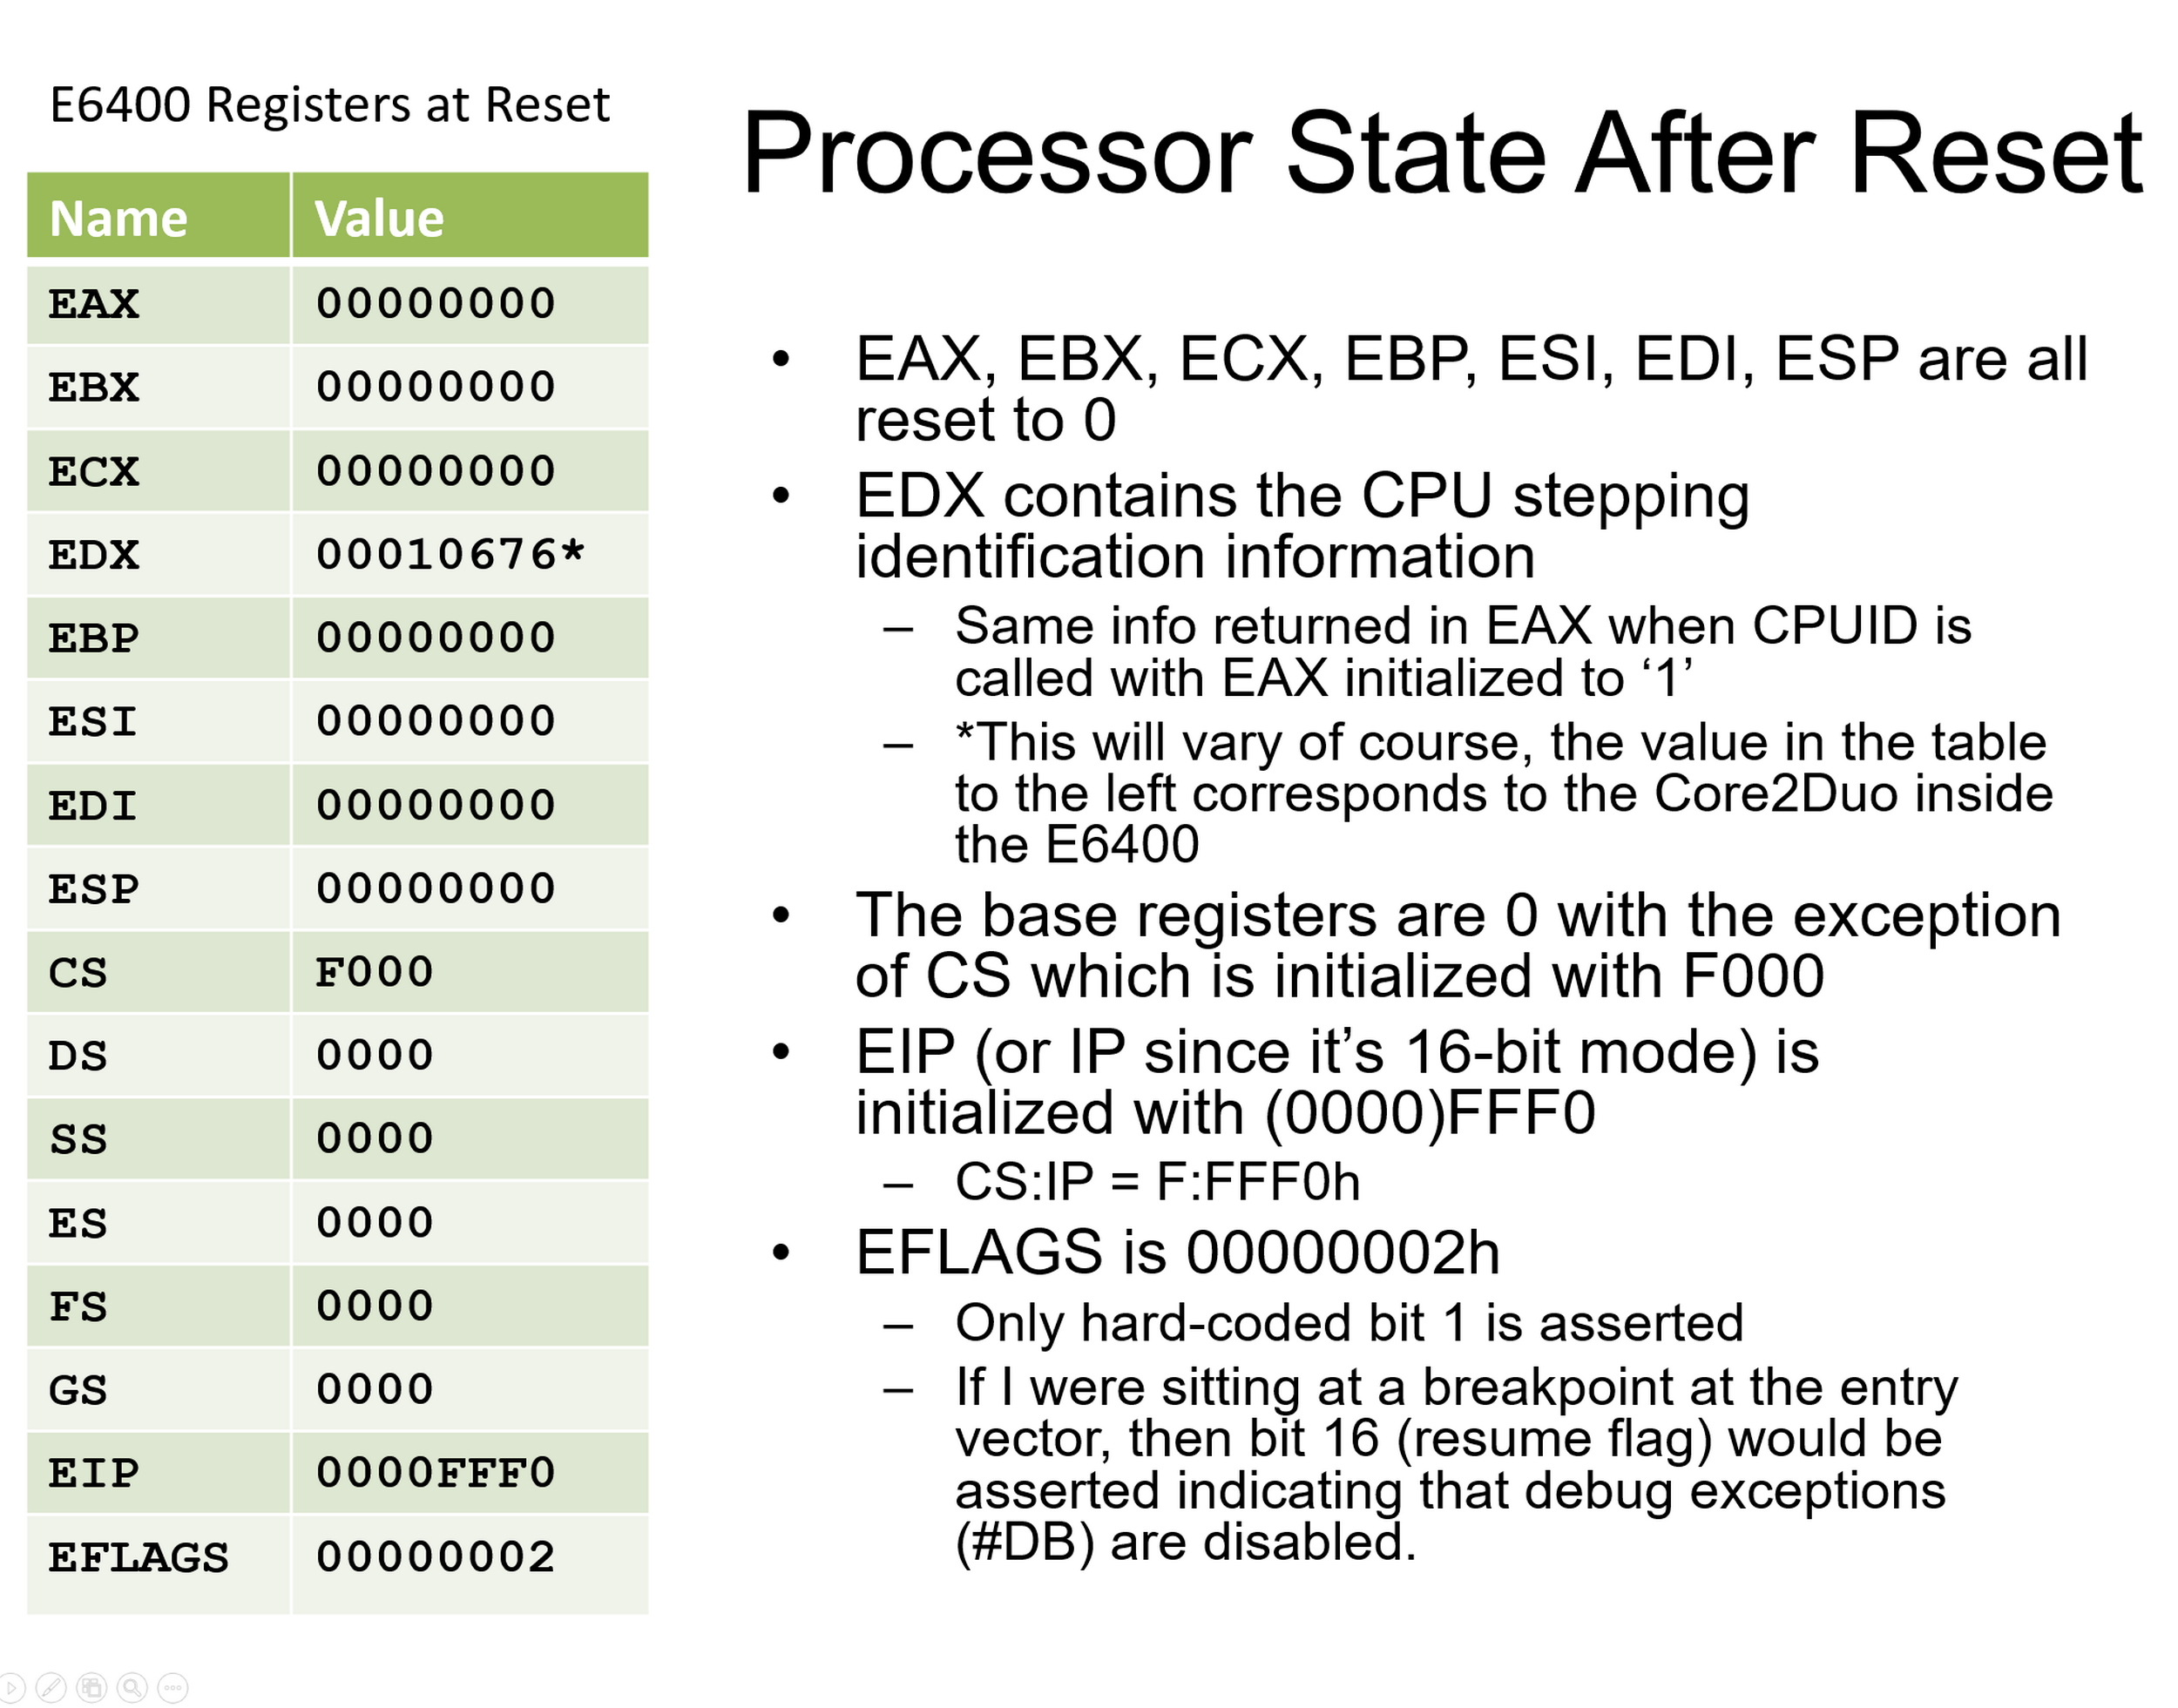 E6400 Registers at Reset
Name Value
EAX 00000000
EBX 00000000
ECX 00000000
EDX 00010676*
EBP 00000000
ESI 00000000
EDI 00000000
ESP 00000000
CS F000
DS 0000
SS 0000
ES 0000
FS 0000
GS 0000
EIP 0000FFF0
EFLAGS 00000002
Processor State After Reset
• EAX, EBX, ECX, EBP, ESI, EDI, ESP are all
reset to 0
• EDX contains the CPU stepping
identification information
– Same info returned in EAX when CPUID is
called with EAX initialized to ‘1’
– *This will vary of course, the value in the table
to the left corresponds to the Core2Duo inside
the E6400
• The base registers are 0 with the exception
of CS which is initialized with F000
• EIP (or IP since it’s 16-bit mode) is
initialized with (0000)FFF0
– CS:IP = F:FFF0h
• EFLAGS is 00000002h
– Only hard-coded bit 1 is asserted
– If I were sitting at a breakpoint at the entry
vector, then bit 16 (resume flag) would be
asserted indicating that debug exceptions
(#DB) are disabled.